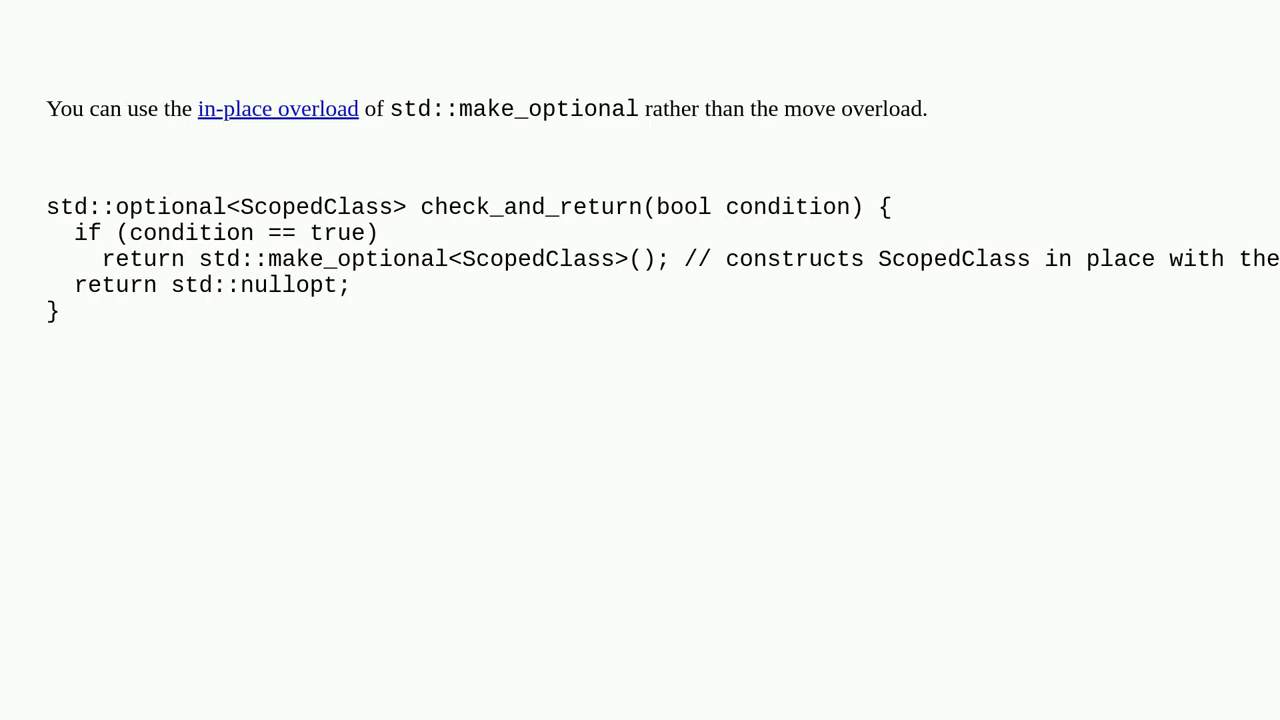 You can use the in-place overload of std::make_optional rather than the move overload.
std::optional<ScopedClass> check_and_return(bool condition) {
  if (condition == true)
    return std::make_optional<ScopedClass>(); // constructs ScopedClass in place with the
  return std::nullopt;
}